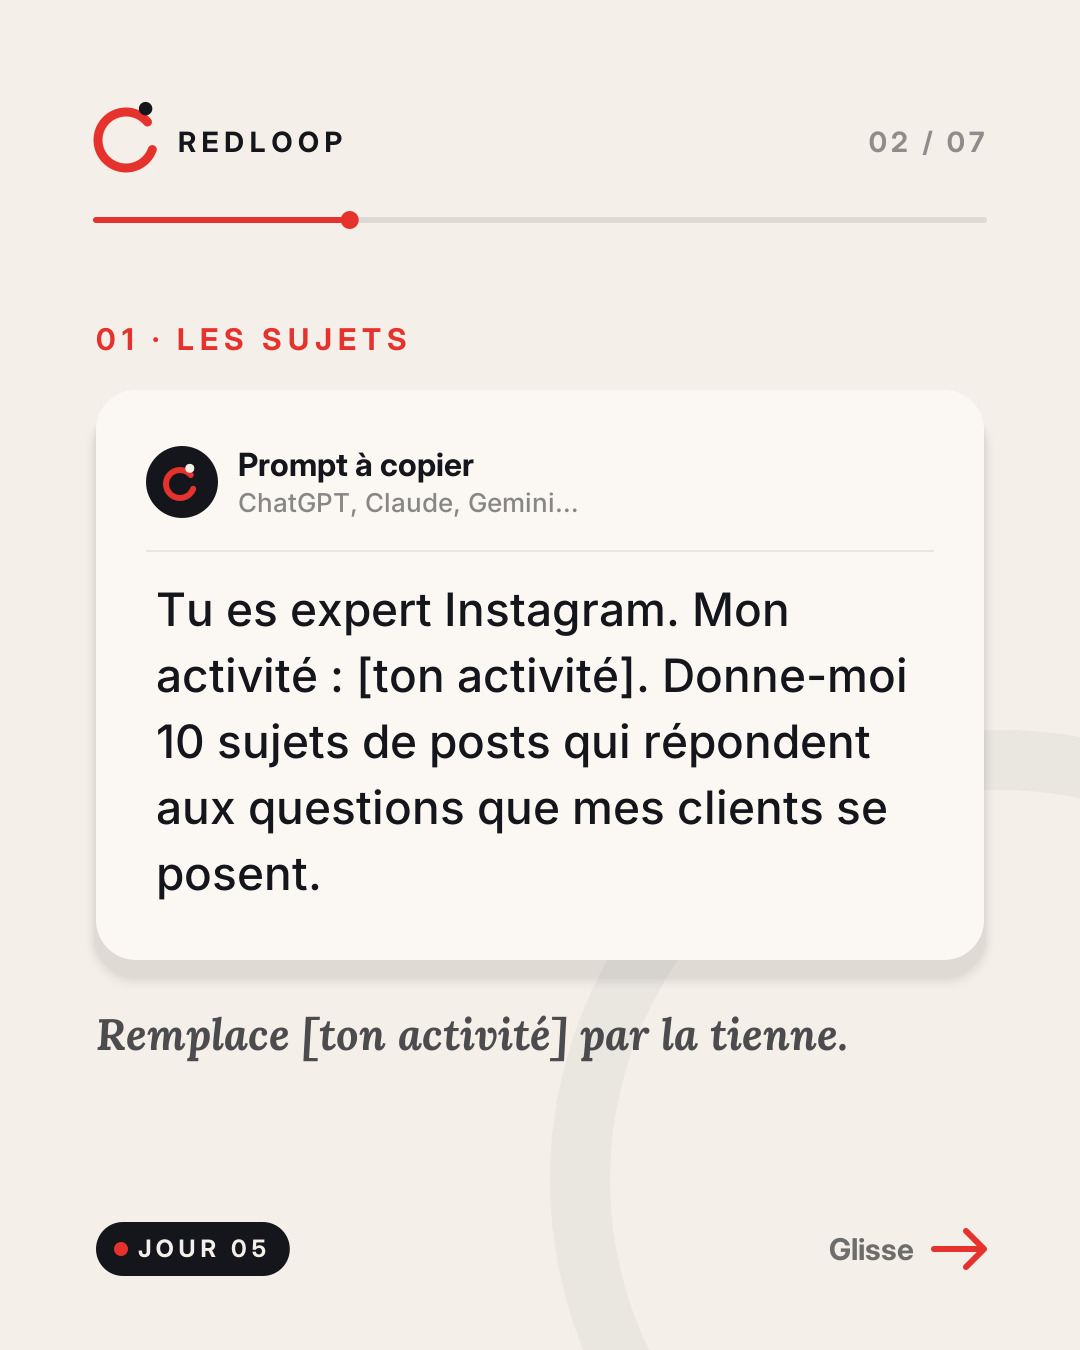 REDLOOP
02 / 07
01 · LES SUJETS
Prompt à copier
ChatGPT, Claude, Gemini...
Tu es expert Instagram. Mon
activité : [ton activité]. Donne-moi
10 sujets de posts qui répondent
aux questions que mes clients se
posent.
Remplace [ton activité] par la tienne.
JOUR 05
Glisse